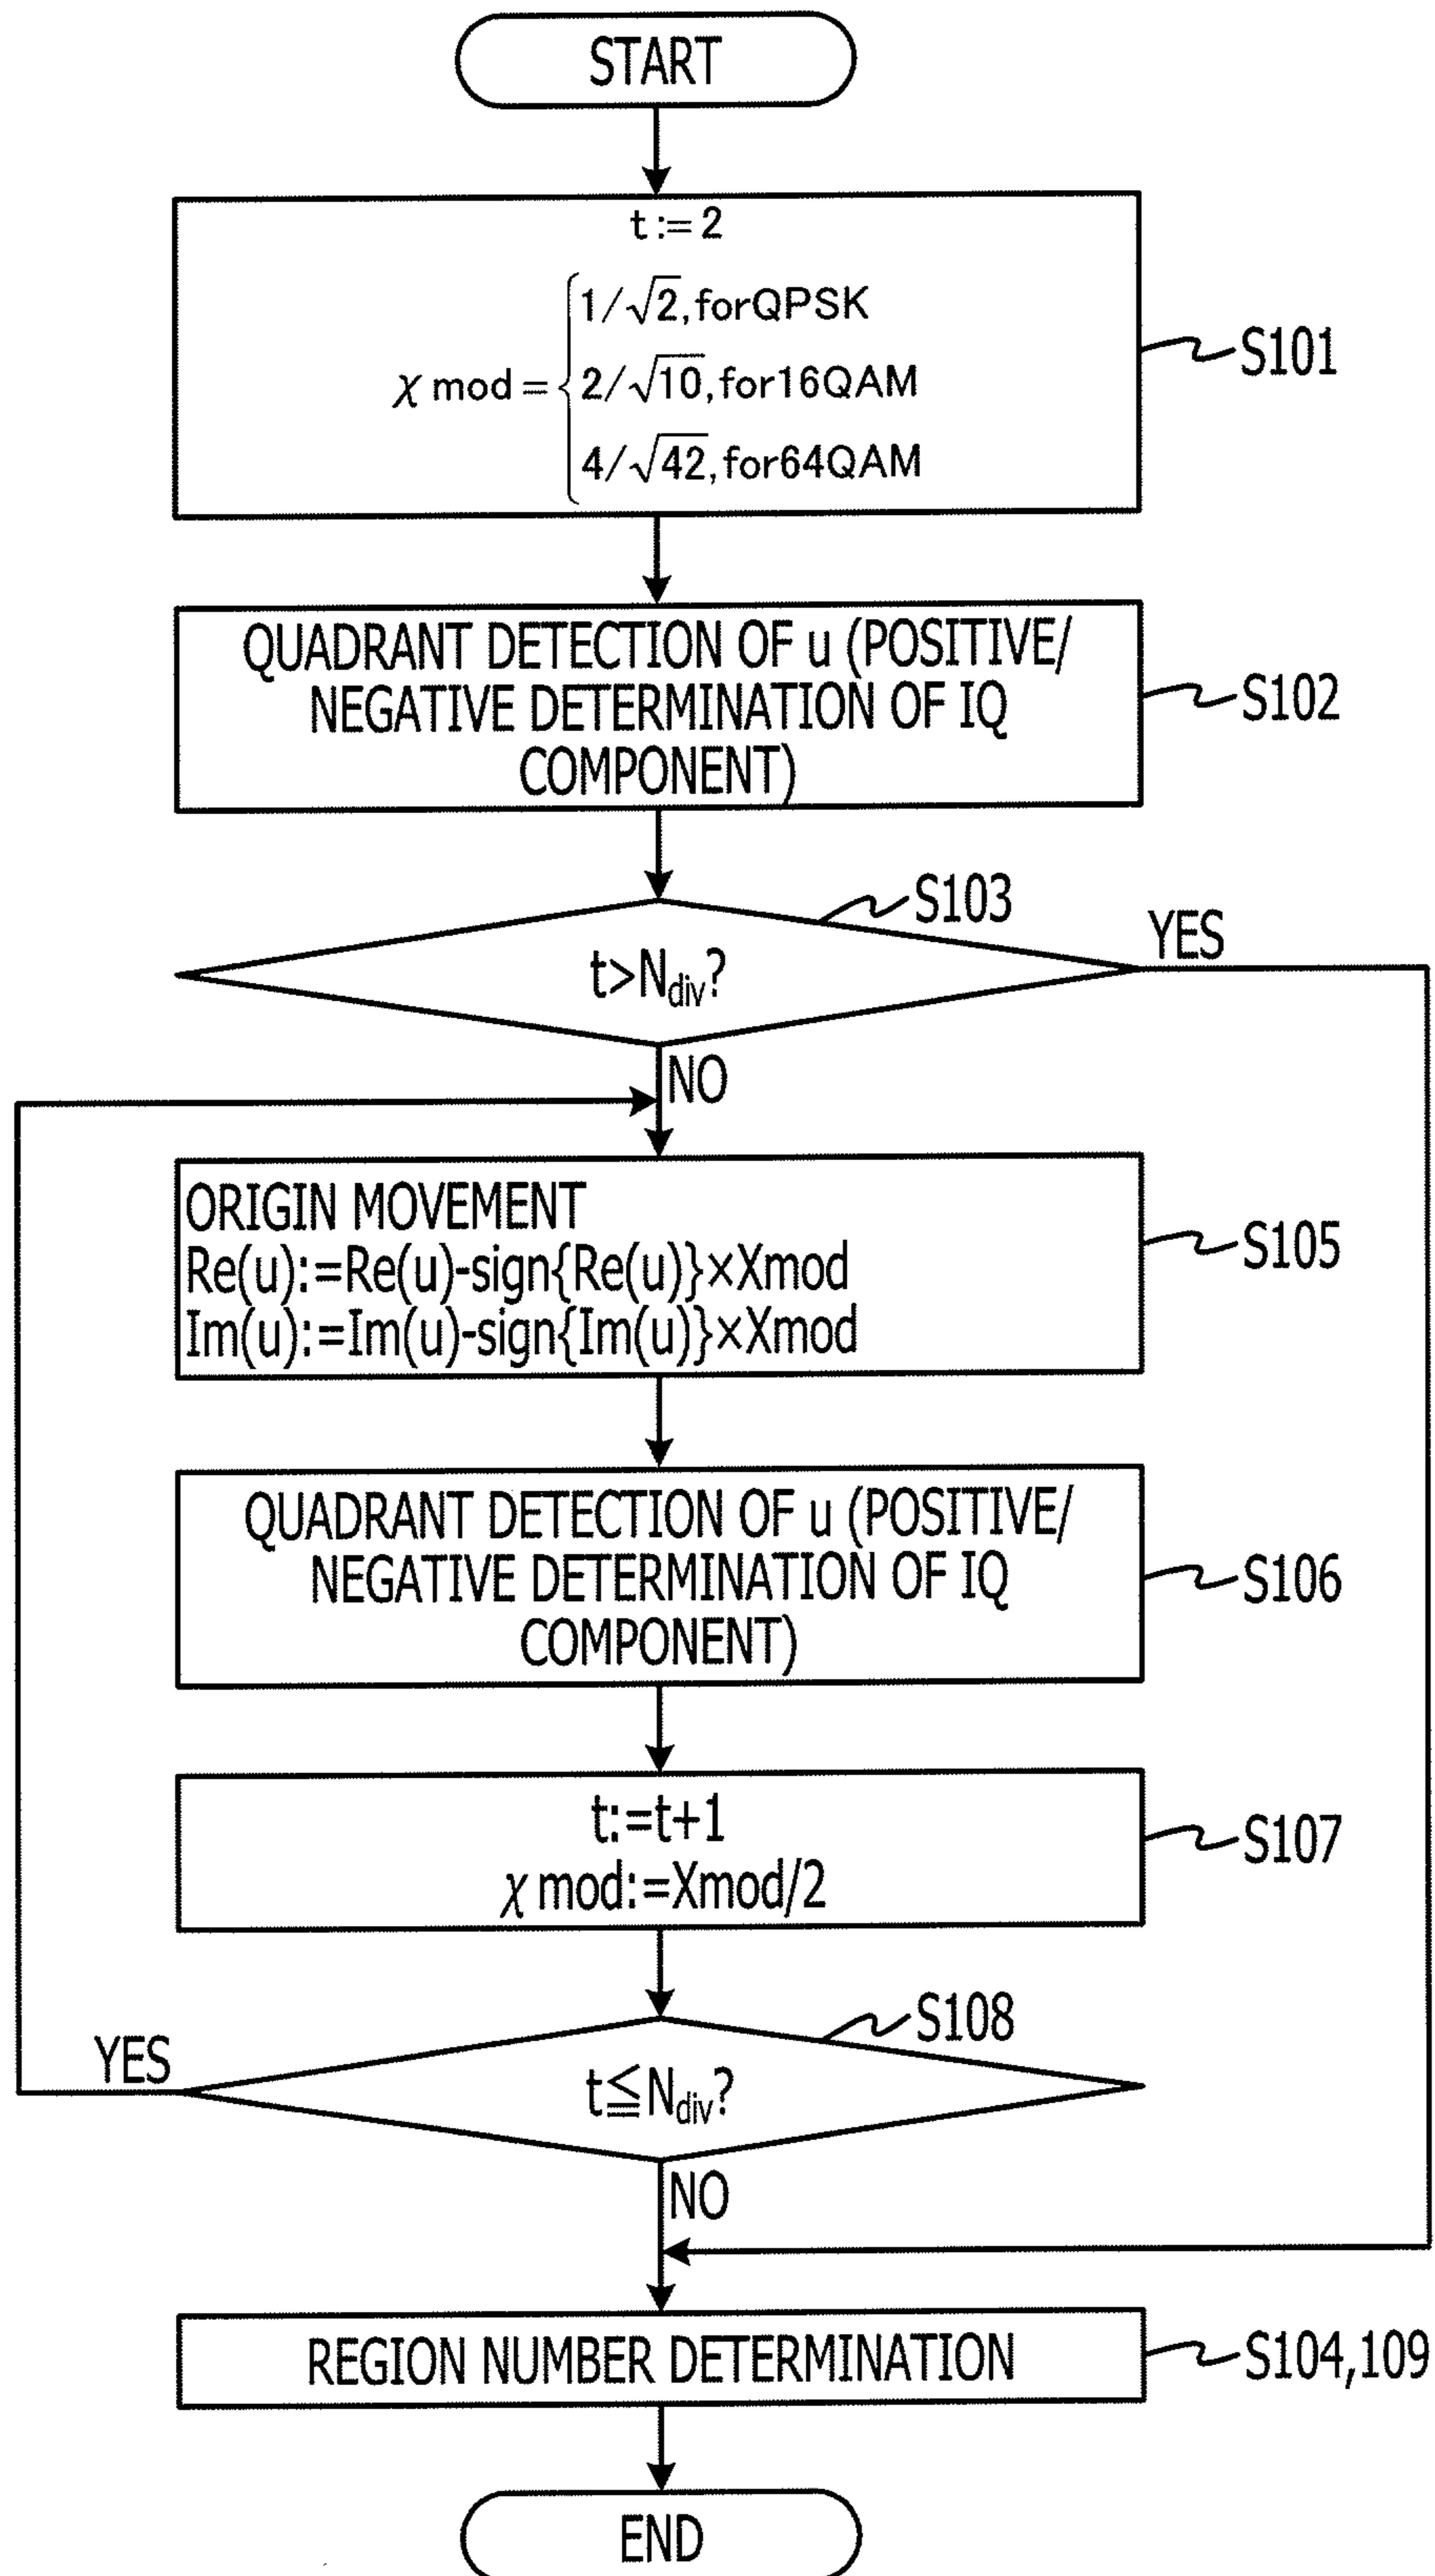 START
t:=2
χ mod = { 1/√2, forQPSK
2/√10, for16QAM
4/√42, for64QAM
S101
QUADRANT DETECTION OF u (POSITIVE/
NEGATIVE DETERMINATION OF IQ
COMPONENT)
S102
S103
t>Ndiv?
YES
NO
ORIGIN MOVEMENT
Re(u):=Re(u)-sign{Re(u)}×Xmod
Im(u):=Im(u)-sign{Im(u)}×Xmod
S105
QUADRANT DETECTION OF u (POSITIVE/
NEGATIVE DETERMINATION OF IQ
COMPONENT)
S106
t:=t+1
χ mod:=Xmod/2
S107
S108
YES
t≦Ndiv?
NO
REGION NUMBER DETERMINATION
S104,109
END